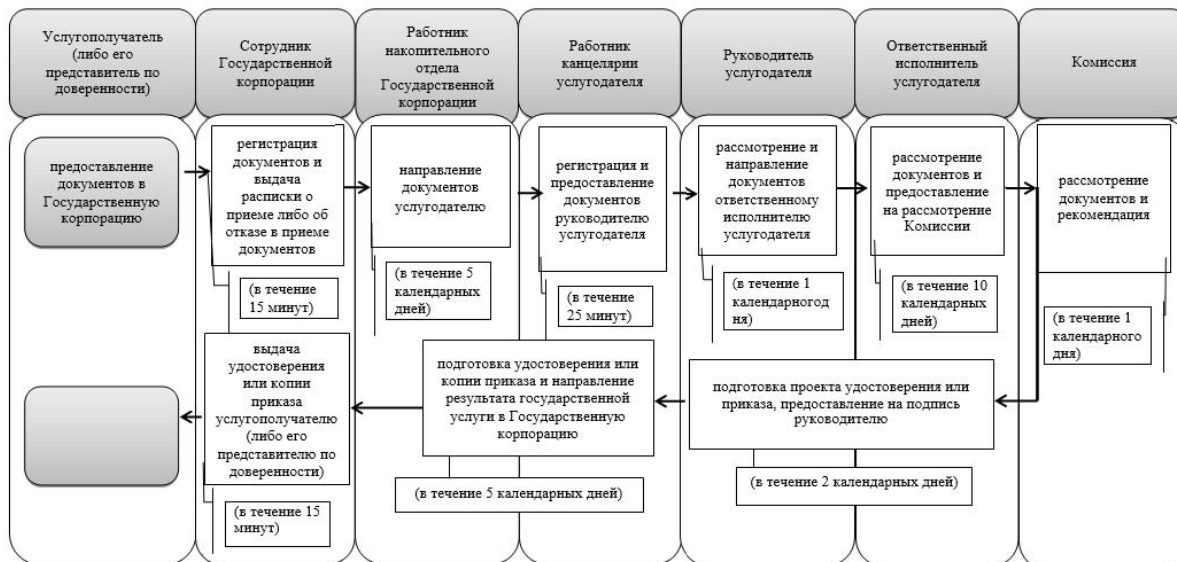 Услугополучатель
(либо его
представитель по
доверенности)
Сотрудник
Государственной
корпорации
Работник
накопительного
отдела
Государственной
корпорации
Работник
канцелярии
услугодателя
Руководитель
услугодателя
Ответственный
исполнитель
услугодателя
Комиссия
предоставление
документов в
Государственную
корпорацию
регистрация
документов и
выдача
расписки о
приеме либо об
отказе в приеме
документов
направление
документов
услугодателю
регистрация и
предоставление
документов
руководителю
услугодателя
рассмотрение и
направление
документов
ответственному
исполнителю
услугодателя
рассмотрение
документов и
предоставление
на рассмотрение
Комиссии
рассмотрение
документов и
рекомендация
(в течение
15 минут)
(в течение 5
календарных
дней)
(в течение
25 минут)
(в течение 1
календарногод
ня)
(в течение 10
календарных
дней)
(в течение 1
календарного
дня)
выдача
удостоверения
или копии
приказа
услугополучателю
(либо его
представителю по
доверенности)
подготовка удостоверения или
копии приказа и направление
результата государственной
услуги в Государственную
корпорацию
подготовка проекта удостоверения или
приказа, предоставление на подпись
руководителю
(в течение 15
минут)
(в течение 5 календарных дней)
(в течение 2 календарных дней)